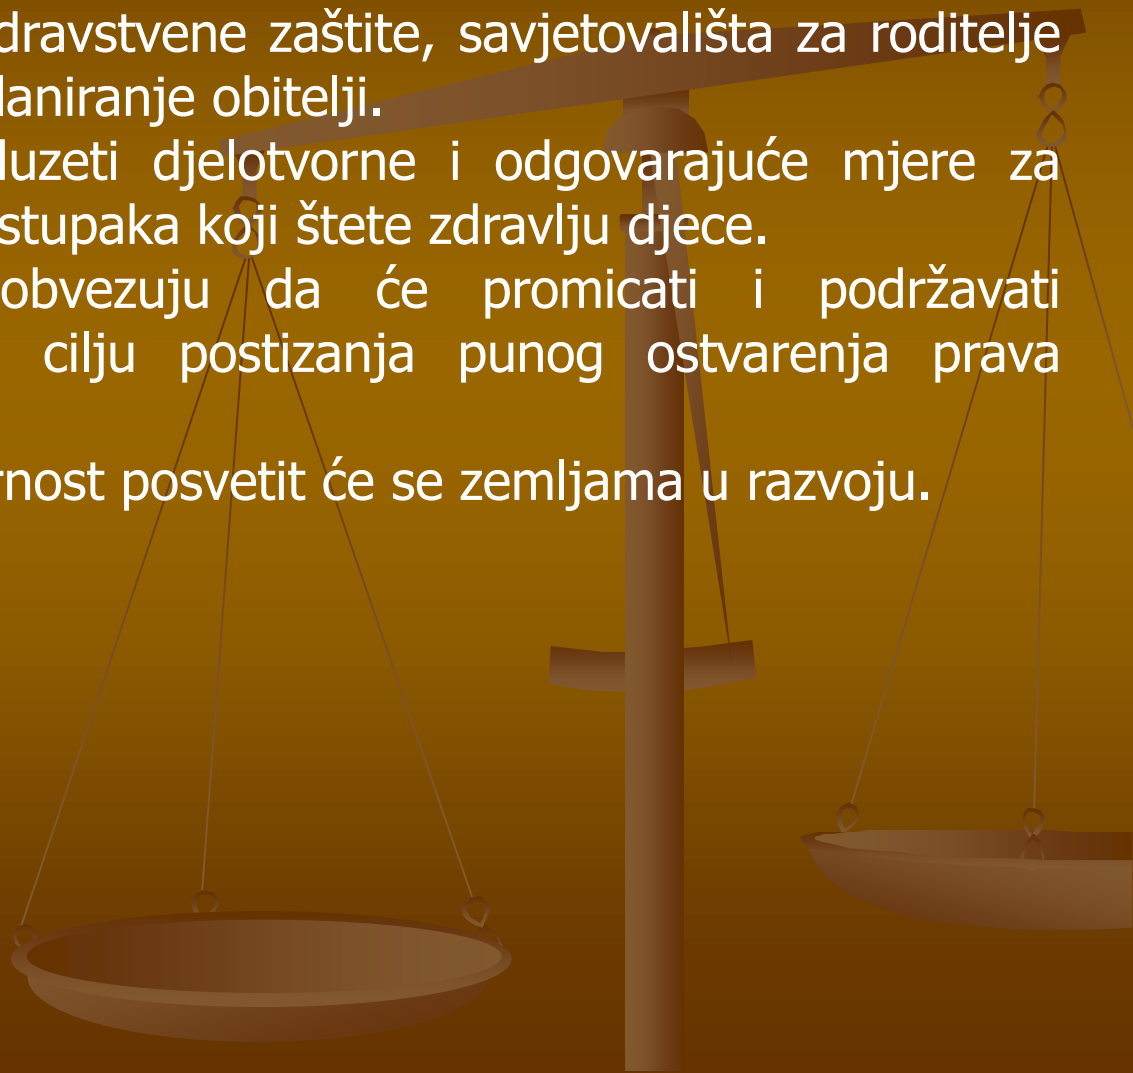 dravstvene zaštite, savjetovališta za roditelje
laniranje obitelji.
luzeti djelotvorne i odgovarajuće mjere za
stupaka koji štete zdravlju djece.
obvezuju da će promicati i podržavati
cilju postizanja punog ostvarenja prava
rnost posvetit će se zemljama u razvoju.